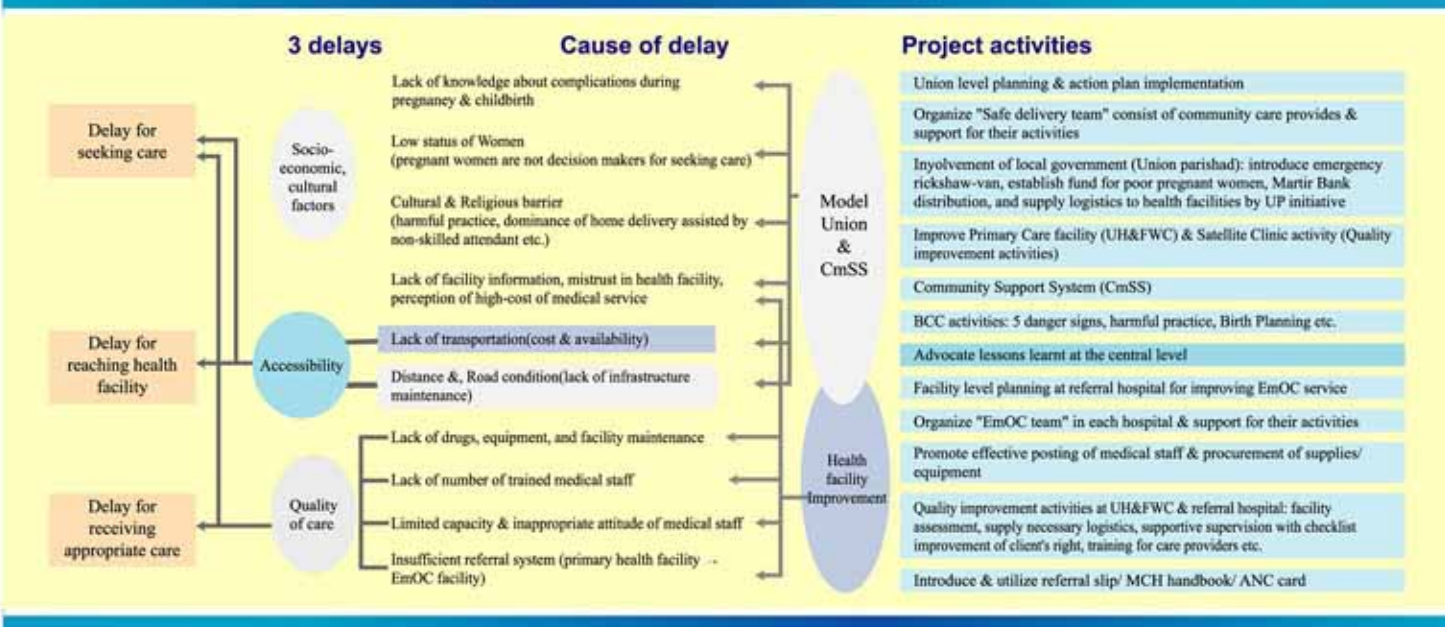 3 delays
Cause of delay
Project activities
Delay for
seeking care
Delay for
reaching health
facility
Delay for
receiving
appropriate care
Socio-
economic,
cultural
factors
Accessibility
Quality
of care
Lack of knowledge about complications during
pregnancy & childbirth
Low status of Women
(pregnant women are not decision makers for seeking care)
Cultural & Religious barrier
(harmful practice, dominance of home delivery assisted by
non-skilled attendant etc.)
Lack of facility information, mistrust in health facility,
perception of high-cost of medical service
Lack of transportation(cost & availability)
Distance &, Road condition(lack of infrastructure
maintenance)
Lack of drugs, equipment, and facility maintenance
Lack of number of trained medical staff
Limited capacity & inappropriate attitude of medical staff
Insufficient referral system (primary health facility →
EmOC facility)
Model
Union
&
CmSS
Health
facility
Improvement
Union level planning & action plan implementation
Organize "Safe delivery team" consist of community care provides &
support for their activities
Inyolvement of local government (Union parishad): introduce emergency
rickshaw-van, establish fund for poor pregnant women, Martir Bank
distribution, and supply logistics to health facilities by UP initiative
Improve Primary Care facility (UH&FWC) & Satellite Clinic activity (Quality
improvement activities)
Community Support System (CmSS)
BCC activities: 5 danger signs, harmful practice, Birth Planning etc.
Advocate lessons learnt at the central level
Facility level planning at referral hospital for improving EmOC service
Organize "EmOC team" in each hospital & support for their activities
Promote effective posting of medical staff & procurement of supplies/
equipment
Quality improvement activities at UH&FWC & referral hospital: facility
assessment, supply necessary logistics, supportive supervision with checklist
improvement of client's right, training for care providers etc.
Introduce & utilize referral slip/ MCH handbook/ ANC card